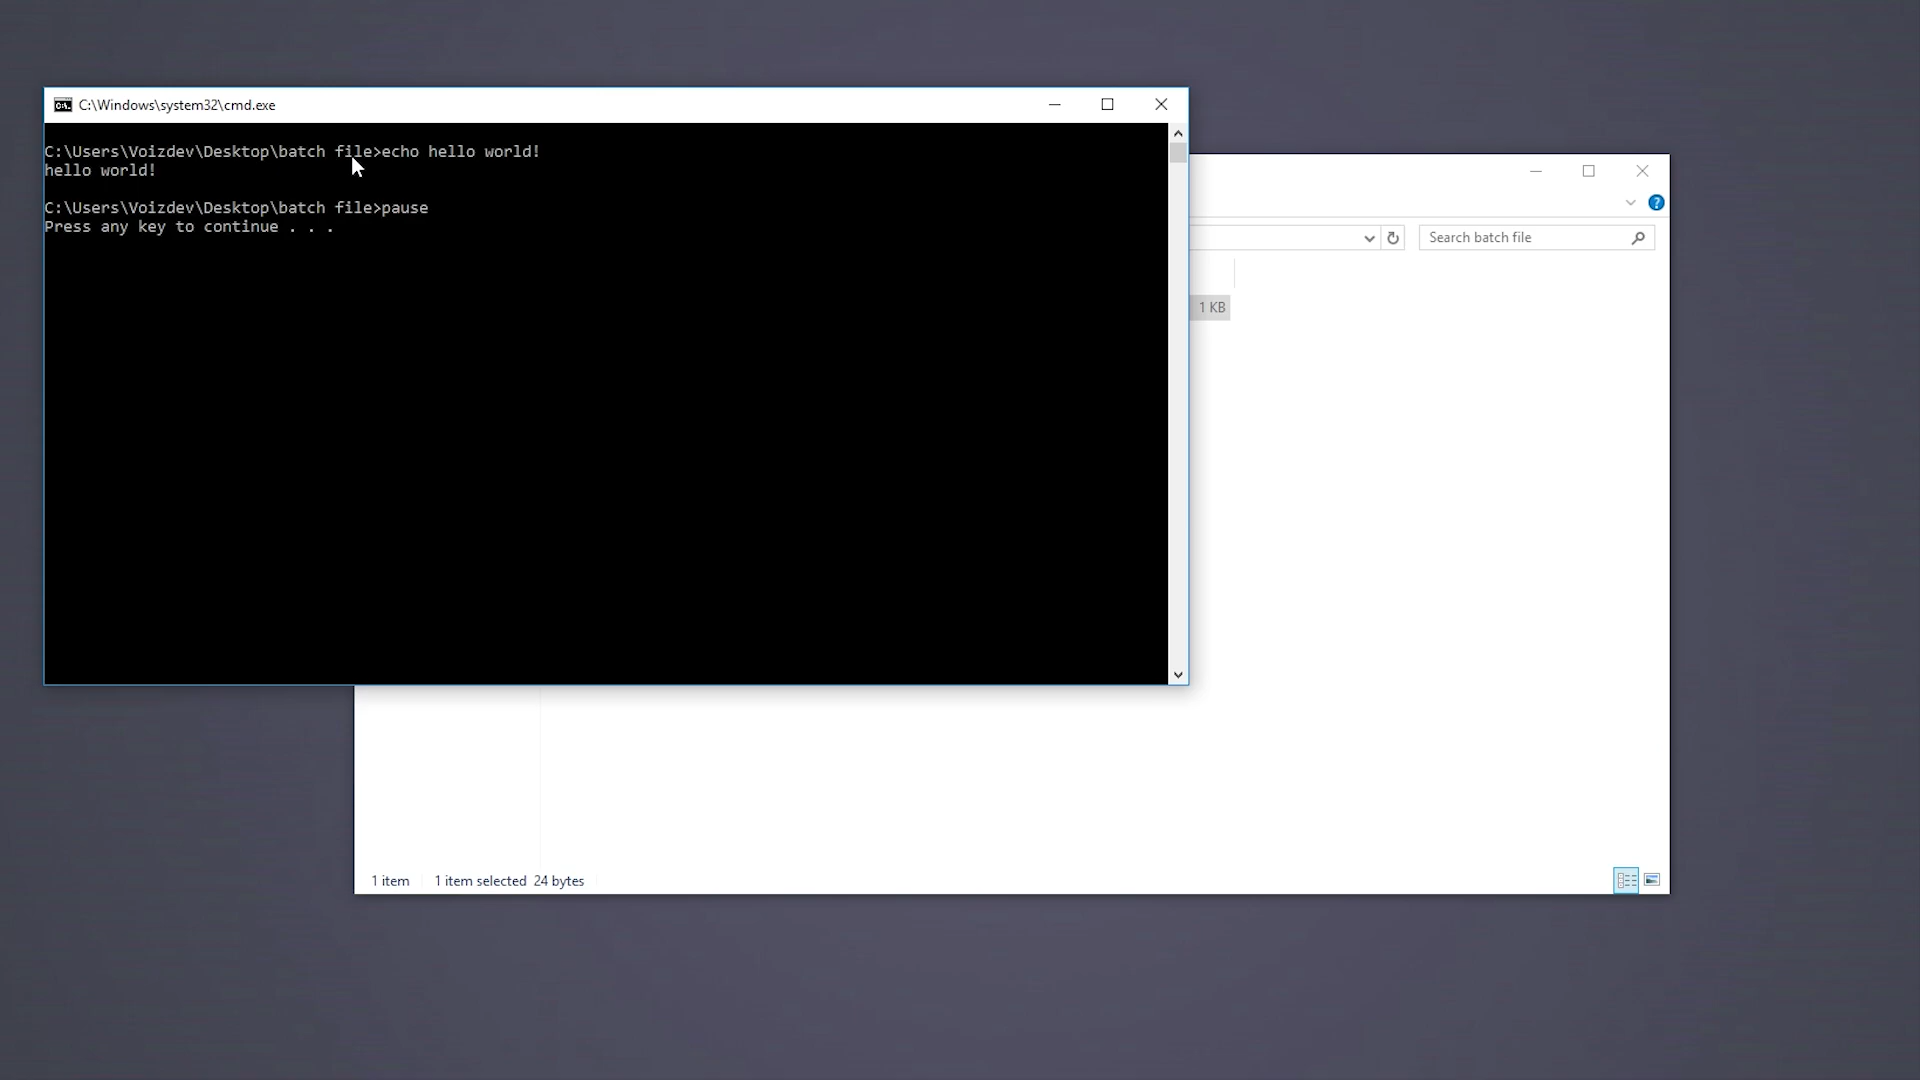 C:\Windows\system32\cmd.exe
C:\Users\Voizdev\Desktop\batch file>echo hello world!
hello world!
C:\Users\Voizdev\Desktop\batch file>pause
Press any key to continue . . .
Search batch file
1 KB
1 item 1 item selected 24 bytes